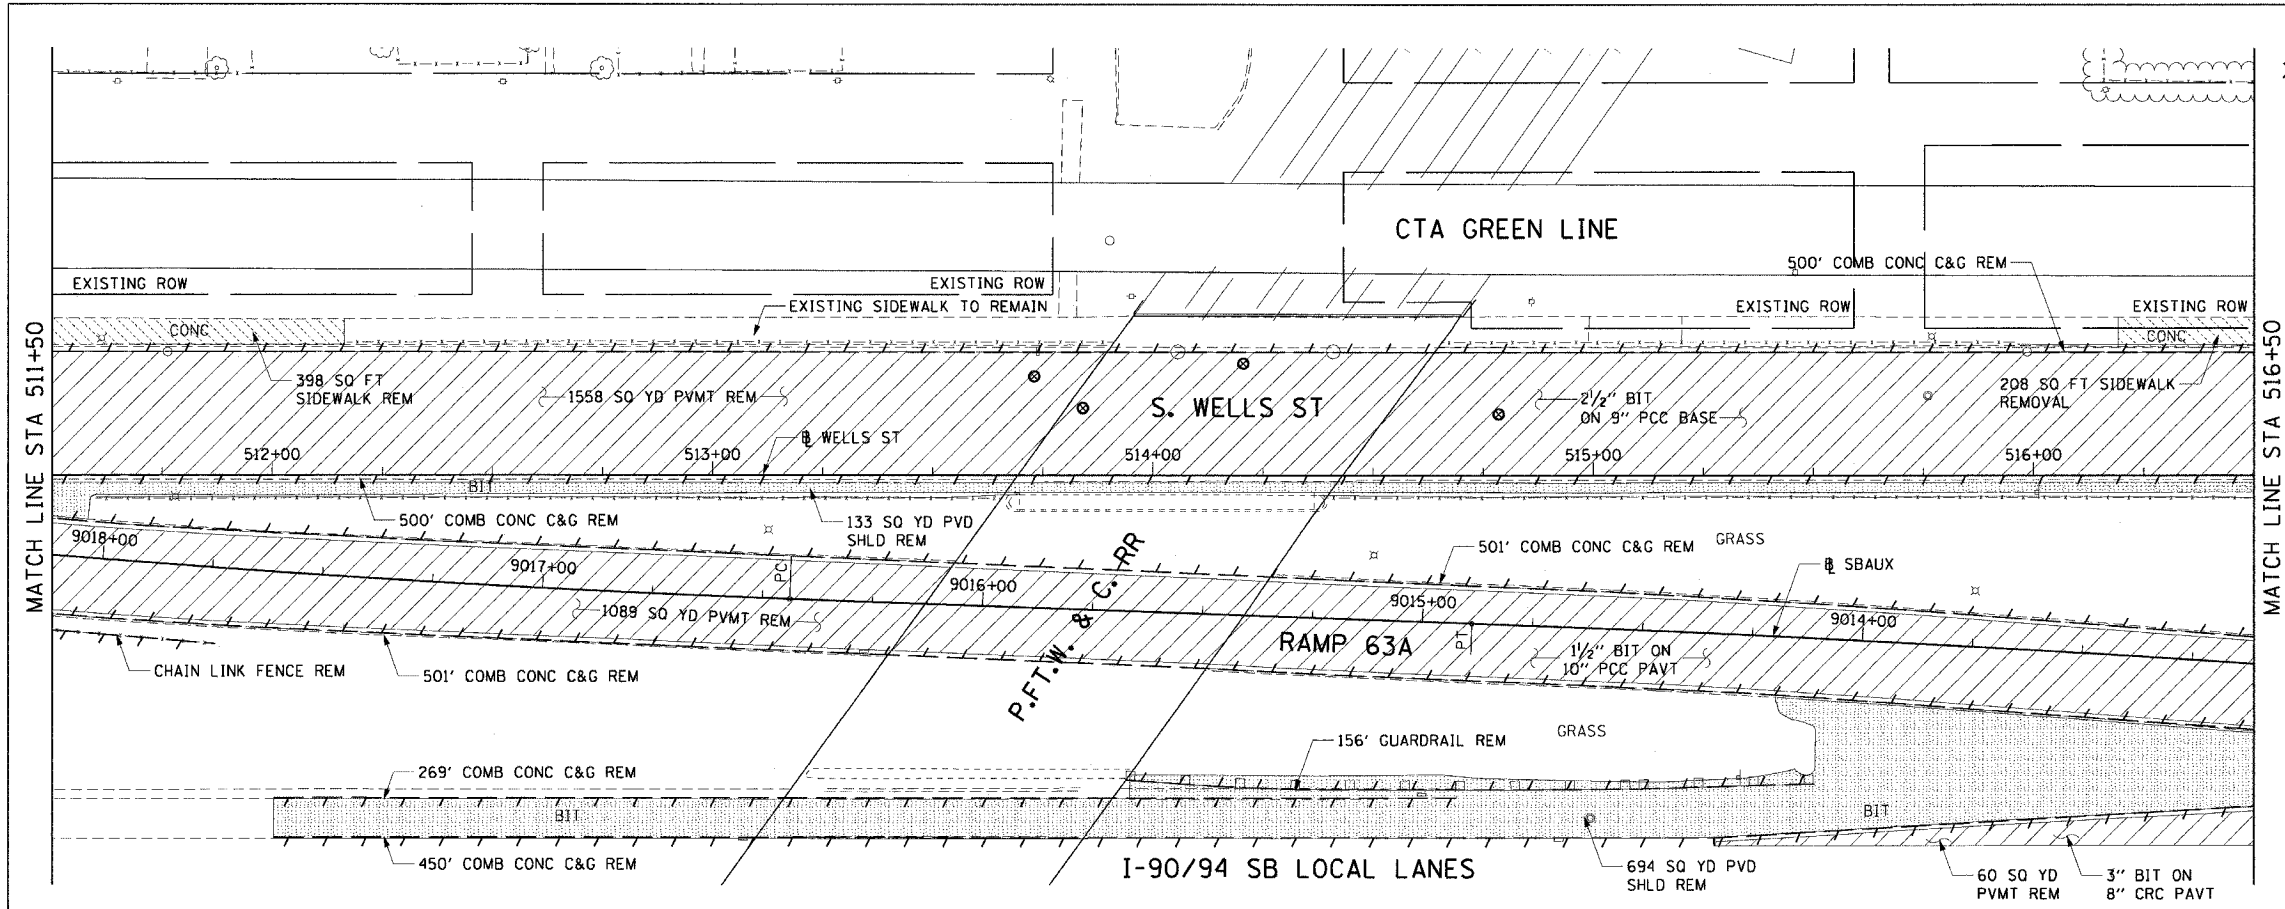 CTA GREEN LINE
500' COMB CONC C&G REM
EXISTING ROW
EXISTING ROW
EXISTING SIDEWALK TO REMAIN
EXISTING ROW
EXISTING ROW
MATCH LINE STA 511+50
CONC
CONC
MATCH LINE STA 516+50
398 SQ FT
SIDEWALK REM
1558 SQ YD PVMT REM
S. WELLS ST
2 1/2" BIT
ON 9" PCC BASE
208 SQ FT SIDEWALK
REMOVAL
℄ WELLS ST
512+00
513+00
514+00
515+00
516+00
BIT
500' COMB CONC C&G REM
133 SQ YD PVD
SHLD REM
501' COMB CONC C&G REM
GRASS
9018+00
9017+00
PC
9016+00
P.FT.W. & C. RR
9015+00
℄ SBAUX
9014+00
1089 SQ YD PVMT REM
RAMP 63A
PT
1 1/2" BIT ON
10" PCC PAVT
CHAIN LINK FENCE REM
501' COMB CONC C&G REM
156' GUARDRAIL REM
GRASS
269' COMB CONC C&G REM
BIT
BIT
450' COMB CONC C&G REM
I-90/94 SB LOCAL LANES
694 SQ YD PVD
SHLD REM
60 SQ YD
PVMT REM
3" BIT ON
8" CRC PAVT